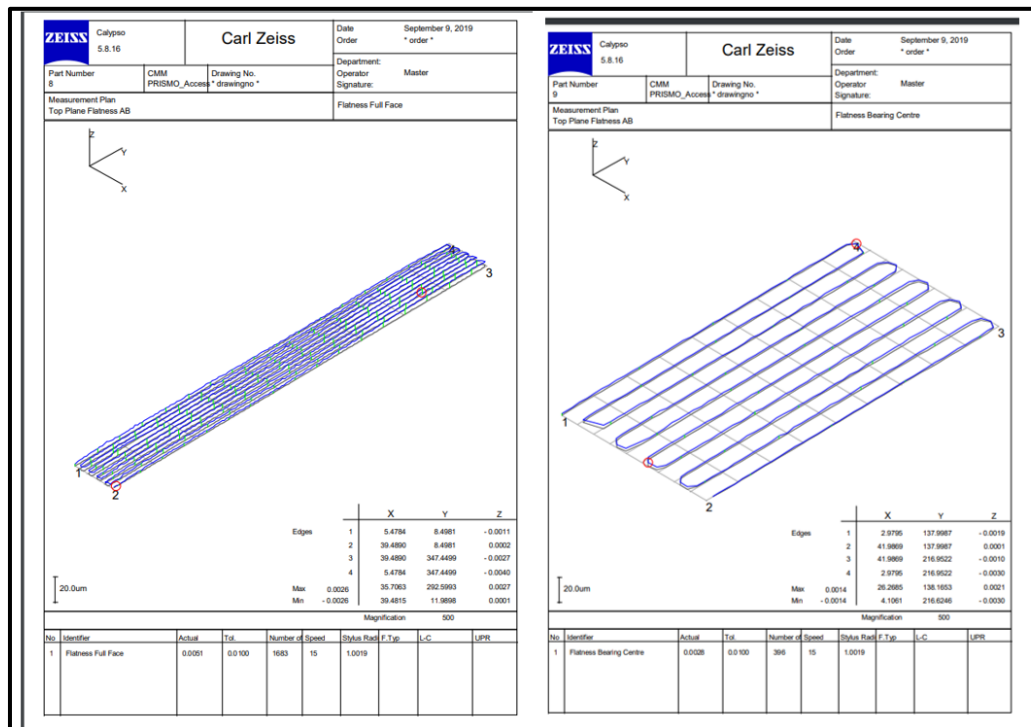 ZEISS
Calypso
5.8.16
Carl Zeiss
Date September 9, 2019
Order * order *
Part Number
8
CMM
PRISMO_Access
Drawing No.
* drawingno *
Department:
Operator Master
Signature:
Measurement Plan
Top Plane Flatness AB
Flatness Full Face
Z
Y
X
4
3
1
2
X Y Z
Edges 1 5.4784 8.4981 - 0.0011
2 39.4890 8.4981 0.0002
3 39.4890 347.4499 - 0.0027
4 5.4784 347.4499 - 0.0040
20.0um
Max 0.0026 35.7063 292.5993 0.0027
Min - 0.0026 39.4815 11.9898 0.0001
Magnification 500
No Identifier Actual Tol. Number of Speed Stylus Radi F.Typ L-C UPR
1 Flatness Full Face 0.0051 0.0100 1683 15 1.0019
ZEISS
Calypso
5.8.16
Carl Zeiss
Date September 9, 2019
Order * order *
Part Number
9
CMM
PRISMO_Access
Drawing No.
* drawingno *
Department:
Operator Master
Signature:
Measurement Plan
Top Plane Flatness AB
Flatness Bearing Centre
Z
Y
X
4
3
1
2
X Y Z
Edges 1 2.9795 137.9987 - 0.0019
2 41.9869 137.9987 0.0001
3 41.9869 216.9522 - 0.0010
4 2.9795 216.9522 - 0.0030
20.0um
Max 0.0014 26.2685 138.1653 0.0021
Min - 0.0014 4.1061 216.6246 - 0.0030
Magnification 500
No Identifier Actual Tol. Number of Speed Stylus Radi F.Typ L-C UPR
1 Flatness Bearing Centre 0.0028 0.0100 396 15 1.0019